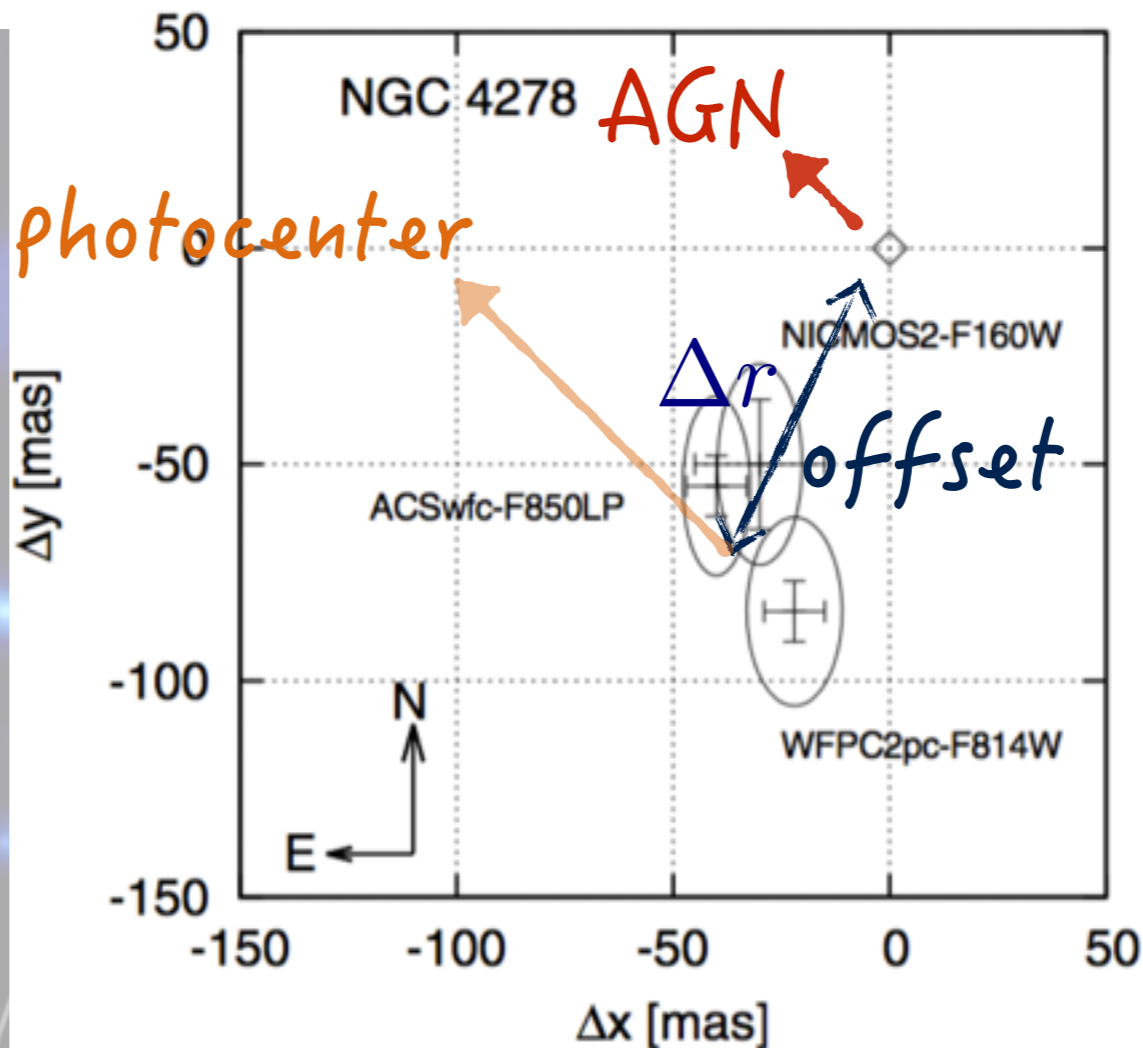 50
NGC 4278
AGN
photocenter
0
NICMOS2-F160W
Δr
offset
-50
ACSwfc-F850LP
Δy [mas]
-100
N
WFPC2pc-F814W
E
-150
-150 -100 -50 0 50
Δx [mas]